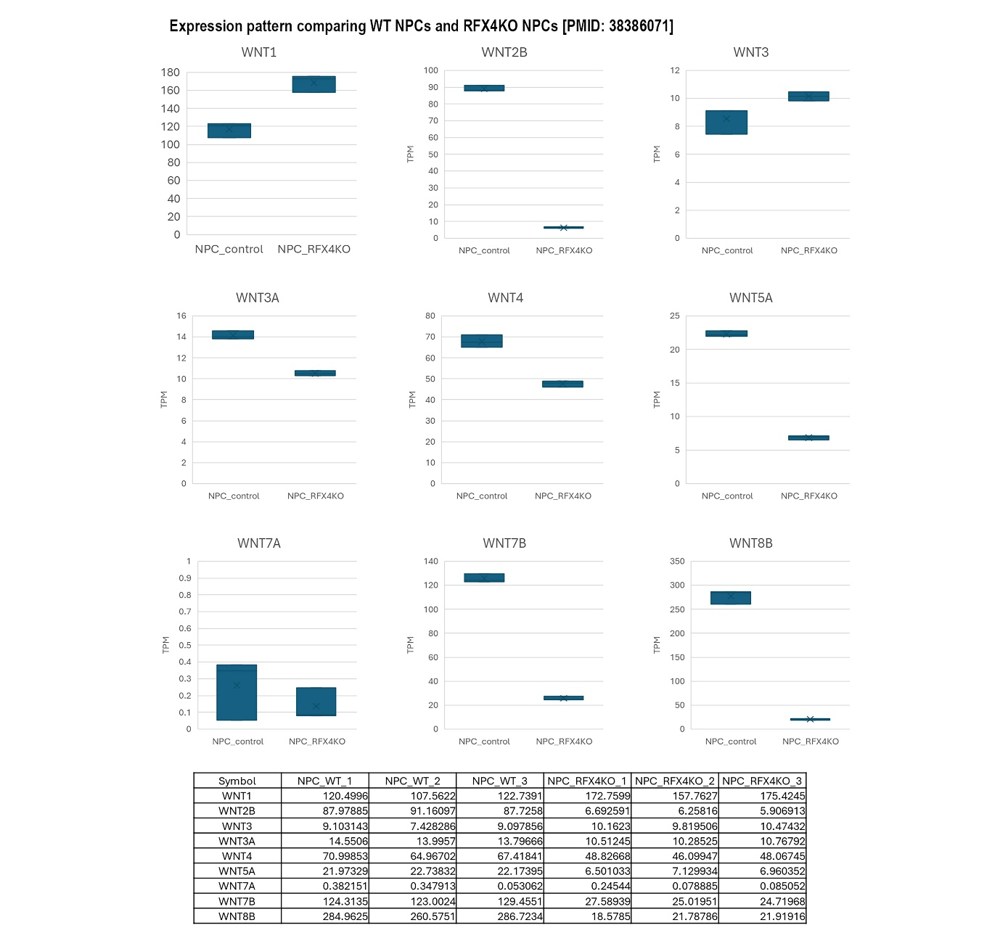 Expression pattern comparing WT NPCs and RFX4KO NPCs [PMID: 38386071]
WNT1
180
160
140
120
100
80
60
40
20
0
NPC_control NPC_RFX4KO
WNT2B
TPM
100
90
80
70
60
50
40
30
20
10
0
NPC_control NPC_RFX4KO
WNT3
TPM
12
10
8
6
4
2
0
NPC_control NPC_RFX4KO
WNT3A
TPM
16
14
12
10
8
6
4
2
0
NPC_control NPC_RFX4KO
WNT4
TPM
80
70
60
50
40
30
20
10
0
NPC_control NPC_RFX4KO
WNT5A
TPM
25
20
15
10
5
0
NPC_control NPC_RFX4KO
WNT7A
TPM
1
0.9
0.8
0.7
0.6
0.5
0.4
0.3
0.2
0.1
0
NPC_control NPC_RFX4KO
WNT7B
TPM
140
120
100
80
60
40
20
0
NPC_control NPC_RFX4KO
WNT8B
TPM
350
300
250
200
150
100
50
0
NPC_control NPC_RFX4KO
Symbol NPC_WT_1 NPC_WT_2 NPC_WT_3 NPC_RFX4KO_1 NPC_RFX4KO_2 NPC_RFX4KO_3
WNT1 120.4996 107.5622 122.7391 172.7599 157.7627 175.4245
WNT2B 87.97885 91.16097 87.7258 6.692591 6.25816 5.906913
WNT3 9.103143 7.428286 9.097856 10.1623 9.819506 10.47432
WNT3A 14.5506 13.9957 13.79666 10.51245 10.28525 10.76792
WNT4 70.99853 64.96702 67.41841 48.82668 46.09947 48.06745
WNT5A 21.97329 22.73832 22.17395 6.501033 7.129934 6.960352
WNT7A 0.382151 0.347913 0.053062 0.24544 0.078885 0.085052
WNT7B 124.3135 123.0024 129.4551 27.58939 25.01951 24.71968
WNT8B 284.9625 260.5751 286.7234 18.5785 21.78786 21.91916